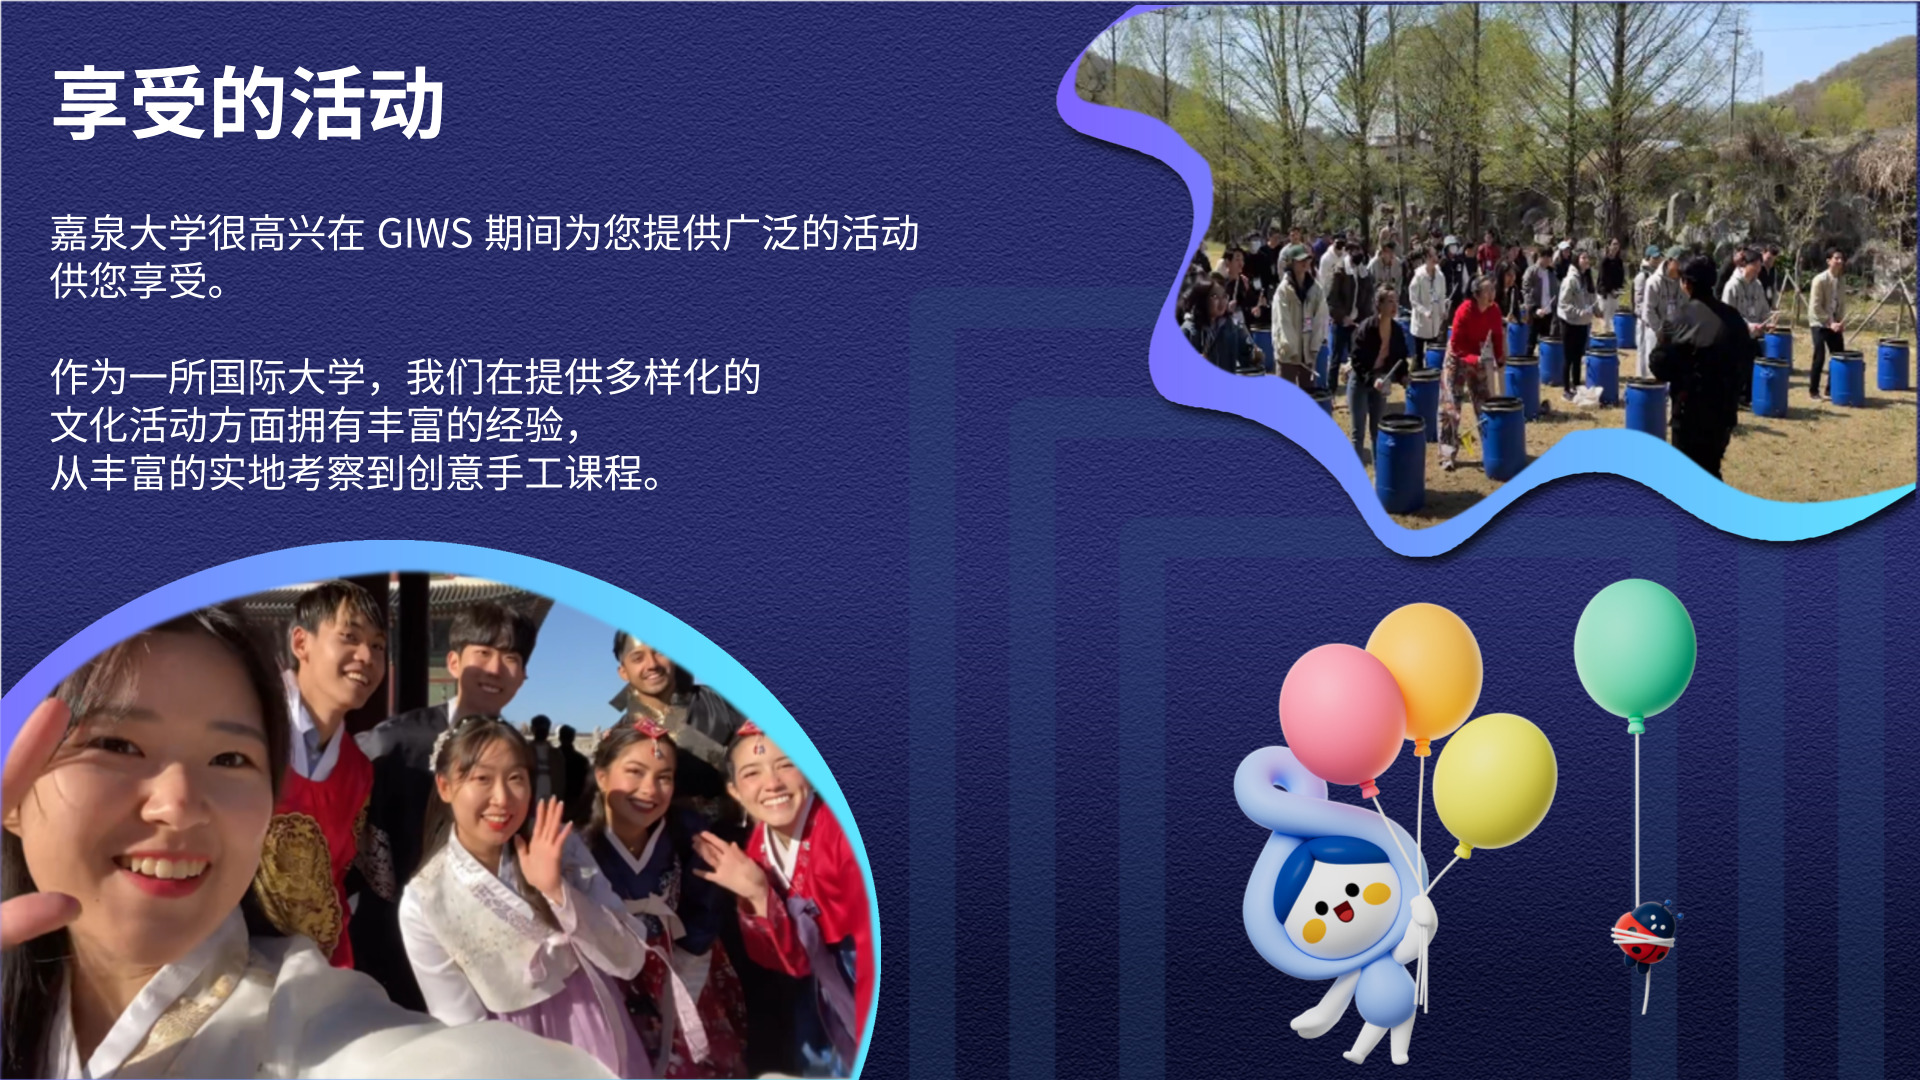 享受的活动
嘉泉大学很高兴在 GIWS 期间为您提供广泛的活动
供您享受。
作为一所国际大学，我们在提供多样化的
文化活动方面拥有丰富的经验，
从丰富的实地考察到创意手工课程。